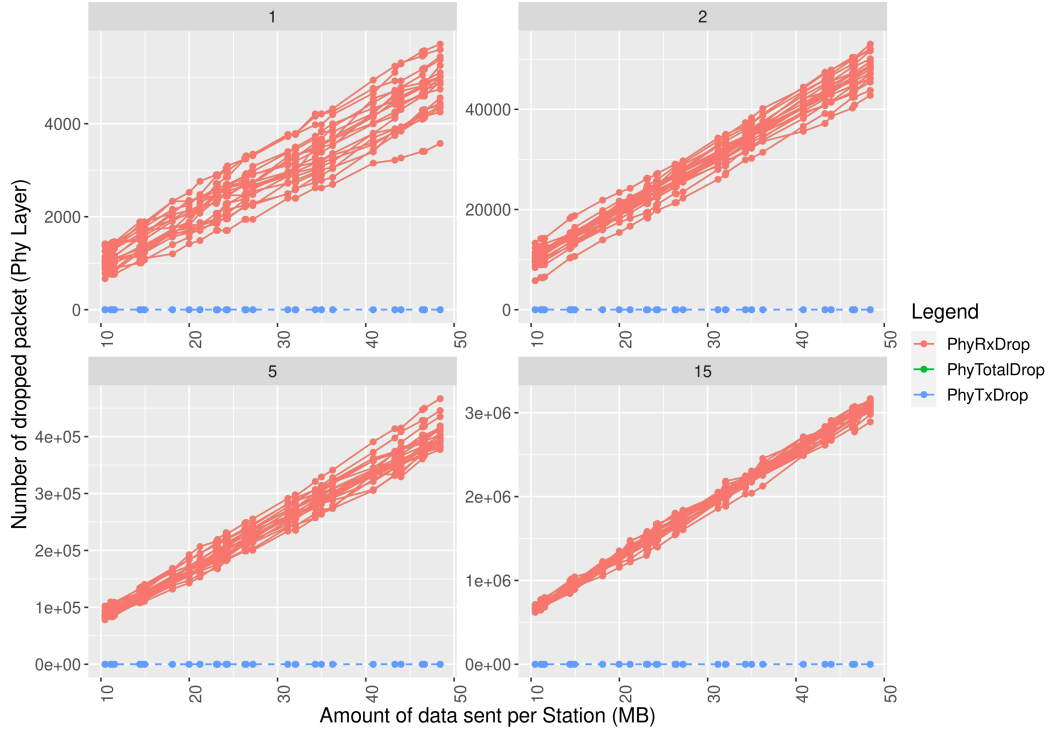 1
2
4000
2000
0
10
20
30
40
50
40000
20000
0
10
20
30
40
50
5
15
4e+05
3e+05
2e+05
1e+05
0e+00
10
20
30
40
50
3e+06
2e+06
1e+06
0e+00
10
20
30
40
50
Number of dropped packet (Phy Layer)
Amount of data sent per Station (MB)
Legend
PhyRxDrop
PhyTotalDrop
PhyTxDrop